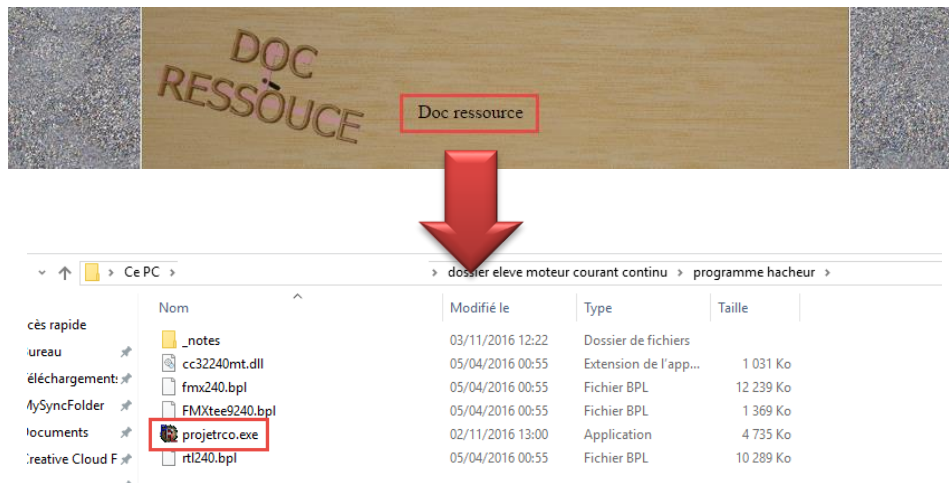 DOC
RESSOUCE
Doc ressource
Ce PC
dossier eleve moteur courant continu > programme hacheur >
Nom Modifié le Type Taille
_notes 03/11/2016 12:22 Dossier de fichiers
cc32240mt.dll 05/04/2016 00:55 Extension de l'app... 1 031 Ko
fmx240.bpl 05/04/2016 00:55 Fichier BPL 12 239 Ko
FMXtee9240.bpl 05/04/2016 00:55 Fichier BPL 1 369 Ko
projetrco.exe 02/11/2016 13:00 Application 4 735 Ko
rtl240.bpl 05/04/2016 00:55 Fichier BPL 10 289 Ko
cès rapide
ureau
éléchargement:
MySyncFolder
ocuments
reative Cloud F